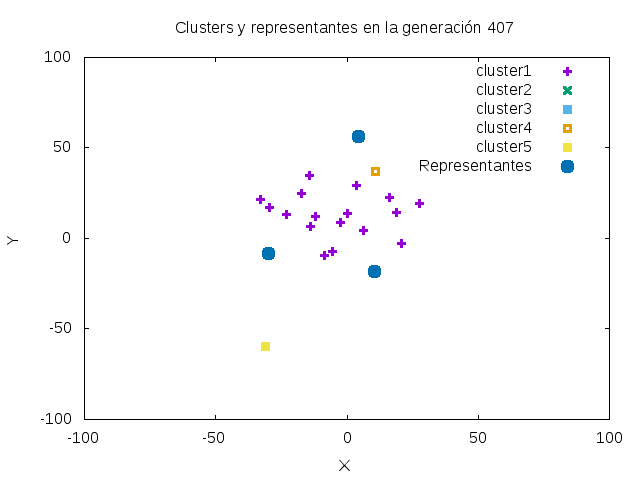 Clusters y representantes en la generación 407
100
50
0
-50
-100
-100 -50 0 50 100
Y
X
cluster1
cluster2
cluster3
cluster4
cluster5
Representantes